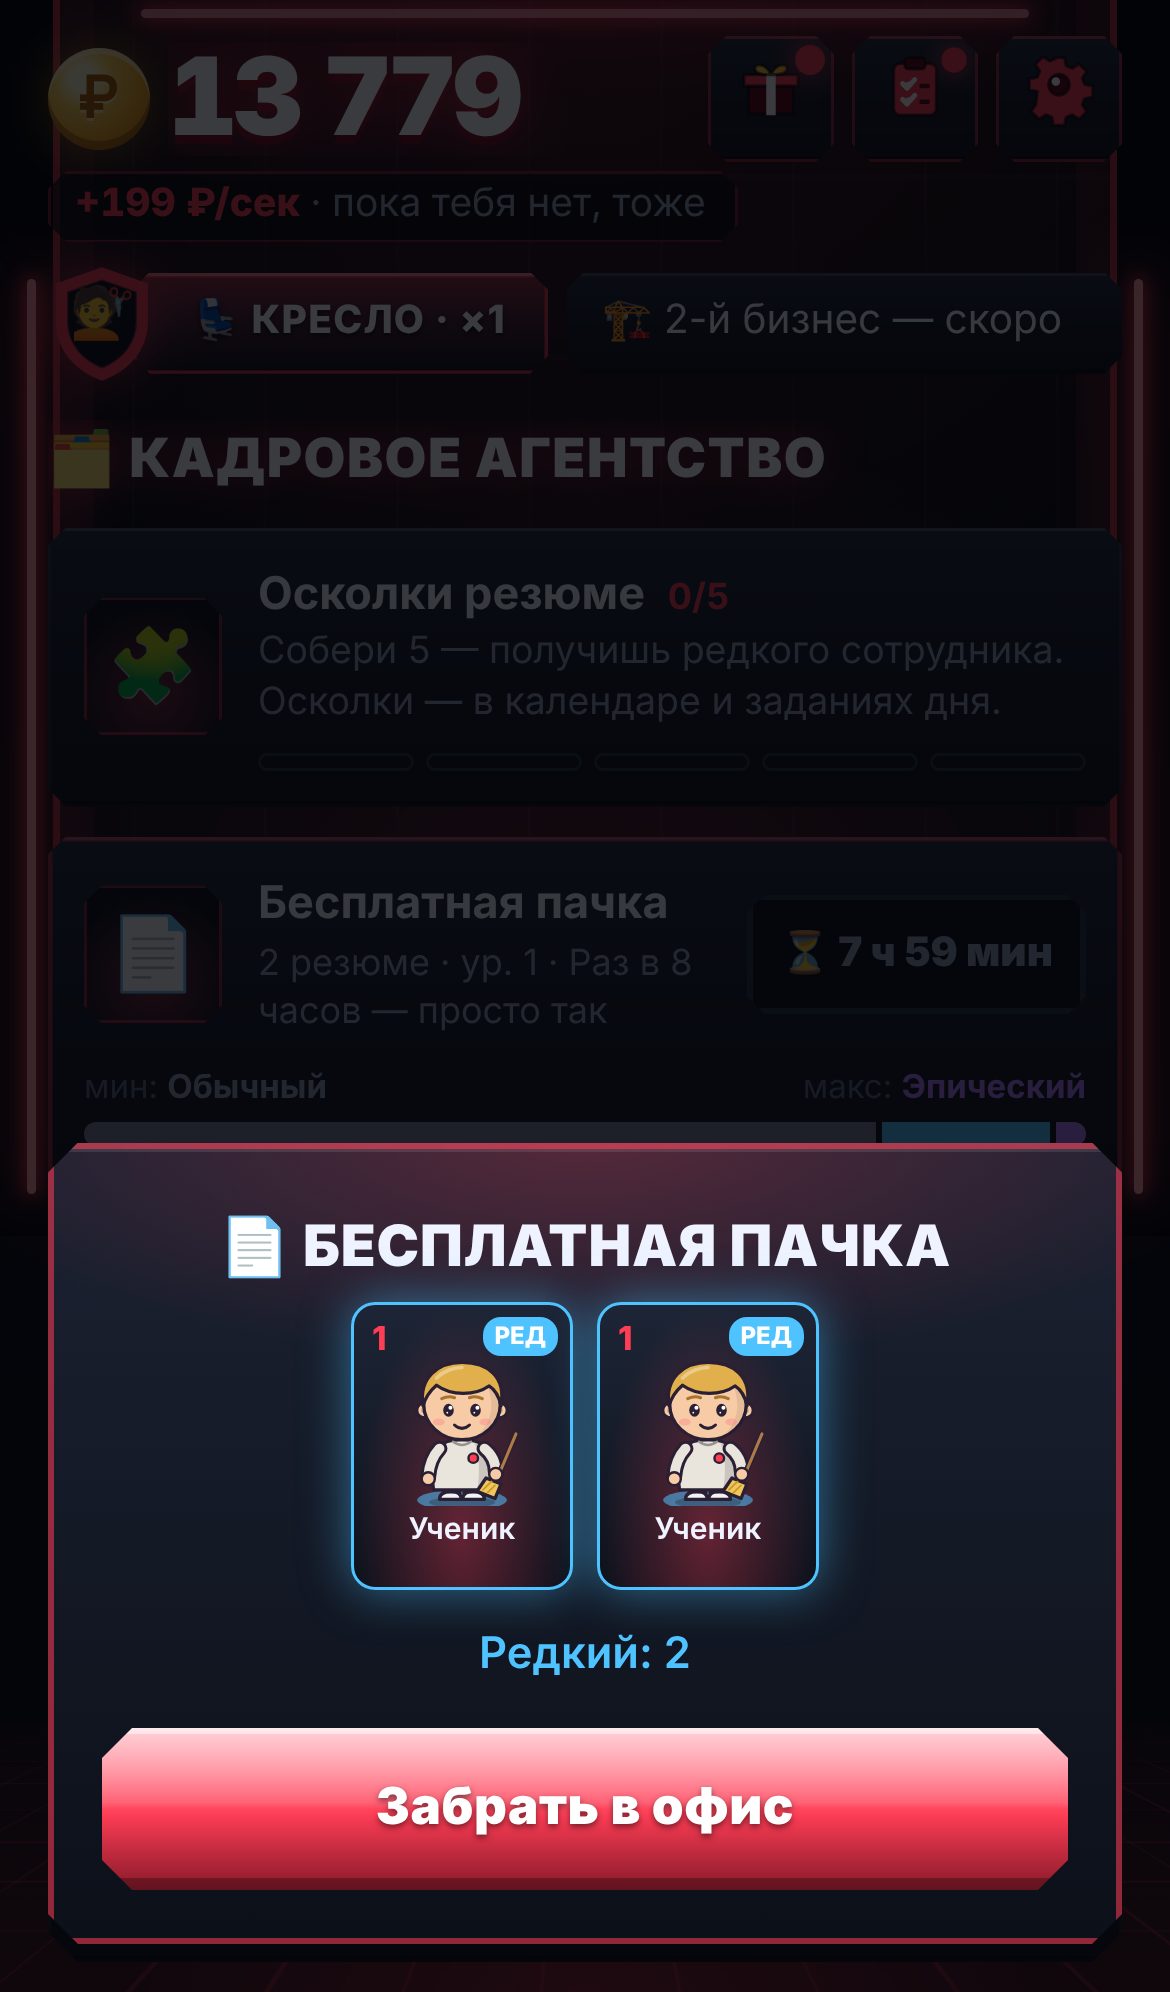 ₽ 13 779
+199 ₽/сек · пока тебя нет, тоже
КРЕСЛО · ×1
2-й бизнес — скоро
КАДРОВОЕ АГЕНТСТВО
Осколки резюме 0/5
Собери 5 — получишь редкого сотрудника.
Осколки — в календаре и заданиях дня.
Бесплатная пачка
2 резюме · ур. 1 · Раз в 8
часов — просто так
7 ч 59 мин
мин: Обычный
макс: Эпический
БЕСПЛАТНАЯ ПАЧКА
1 РЕД
Ученик
1 РЕД
Ученик
Редкий: 2
Забрать в офис